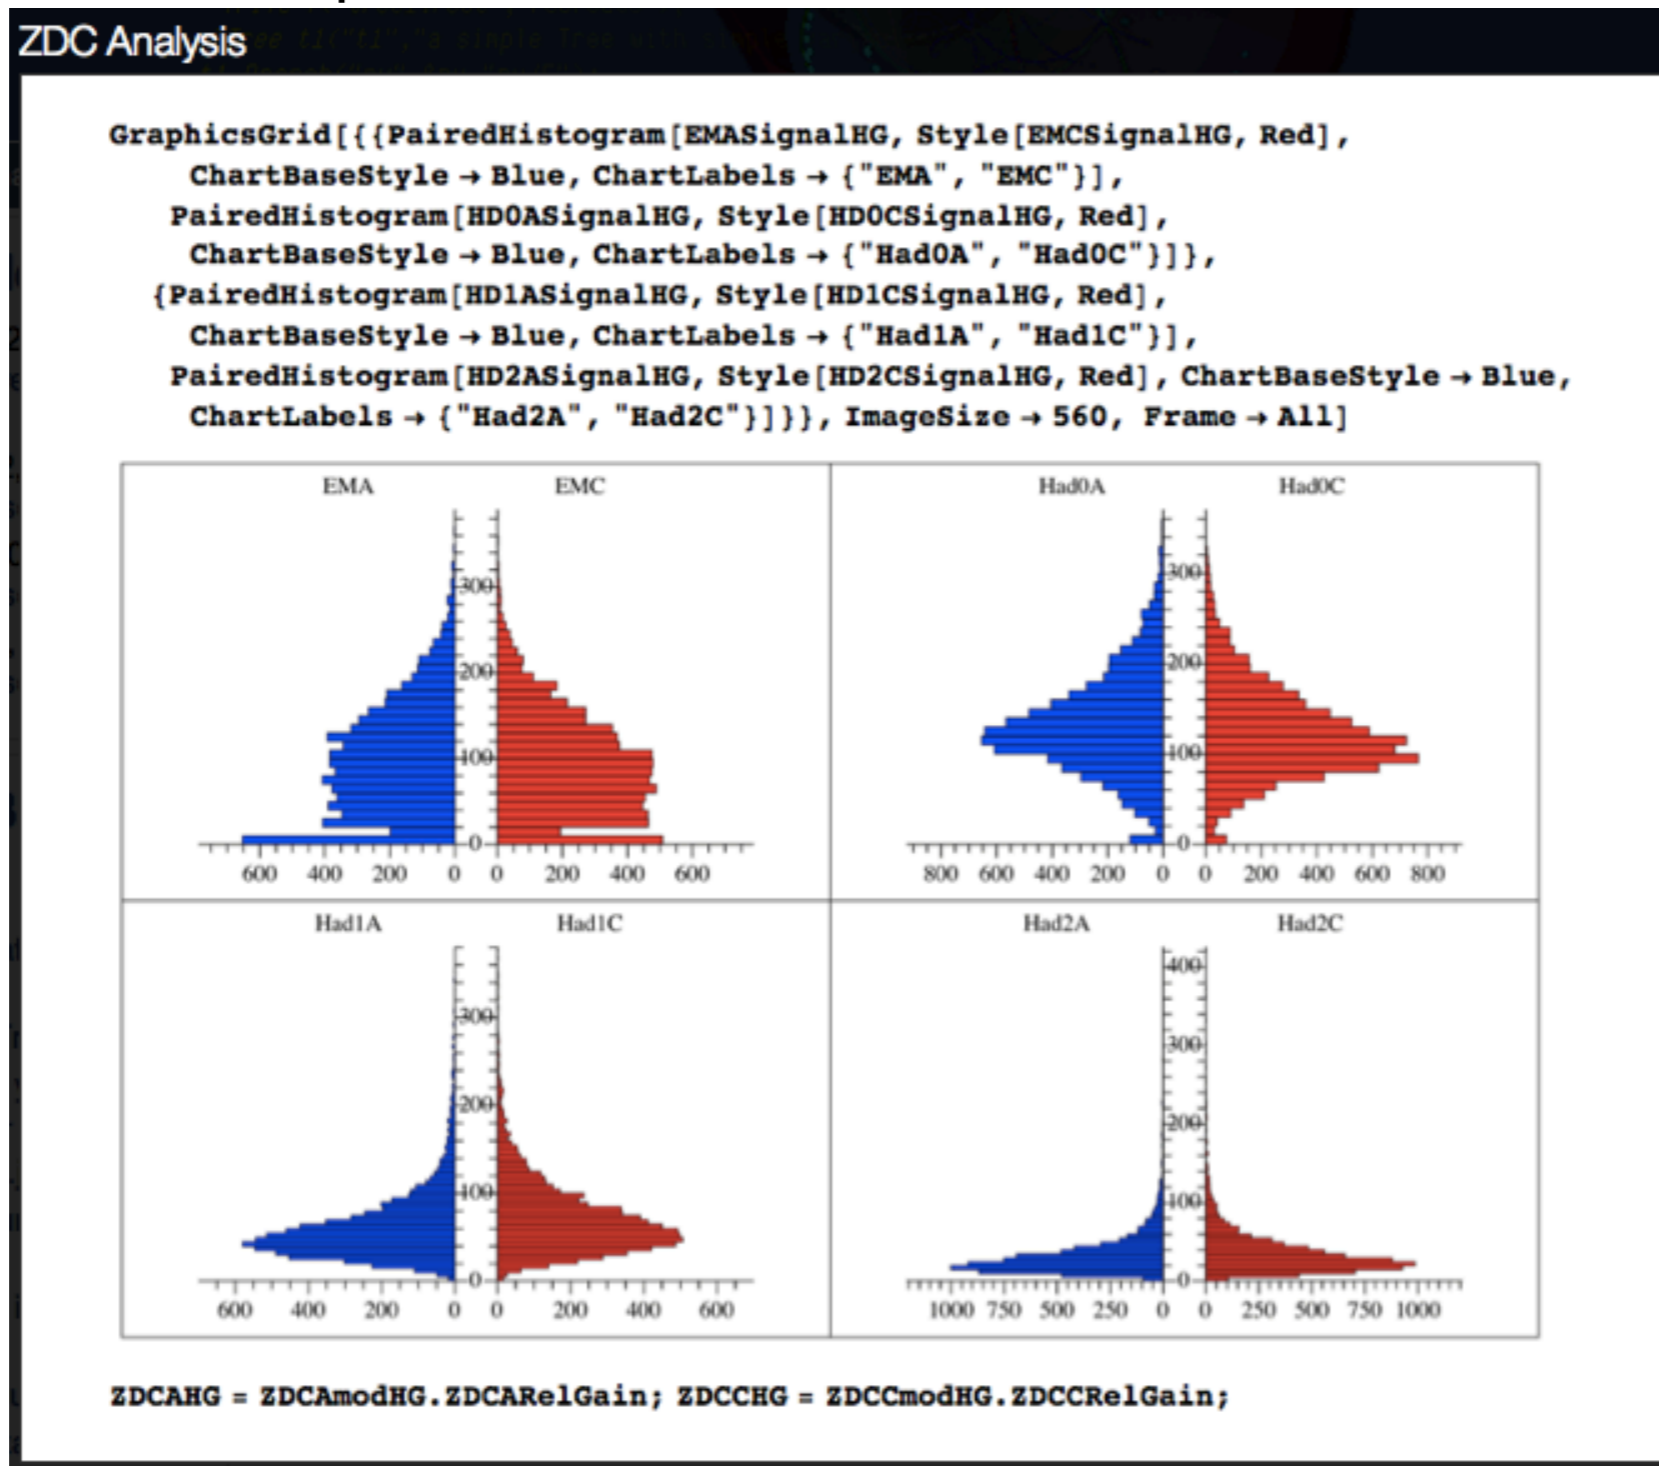 ZDC Analysis
GraphicsGrid[{{PairedHistogram[EMASignalHG, Style[EMCSignalHG, Red],
ChartBaseStyle → Blue, ChartLabels → {"EMA", "EMC"}],
PairedHistogram[HD0ASignalHG, Style[HD0CSignalHG, Red],
ChartBaseStyle → Blue, ChartLabels → {"Had0A", "Had0C"}]},
{PairedHistogram[HD1ASignalHG, Style[HD1CSignalHG, Red],
ChartBaseStyle → Blue, ChartLabels → {"Had1A", "Had1C"}],
PairedHistogram[HD2ASignalHG, Style[HD2CSignalHG, Red], ChartBaseStyle → Blue,
ChartLabels → {"Had2A", "Had2C"}]}}, ImageSize → 560, Frame → All]
EMA EMC
300
200
100
0
600 400 200 0 0 200 400 600
Had0A Had0C
300
200
100
0
800 600 400 200 0 0 200 400 600 800
Had1A Had1C
300
200
100
0
600 400 200 0 0 200 400 600
Had2A Had2C
400
300
200
100
0
1000 750 500 250 0 0 250 500 750 1000
ZDCAHG = ZDCAmodHG.ZDCARelGain; ZDCCHG = ZDCCmodHG.ZDCCRelGain;